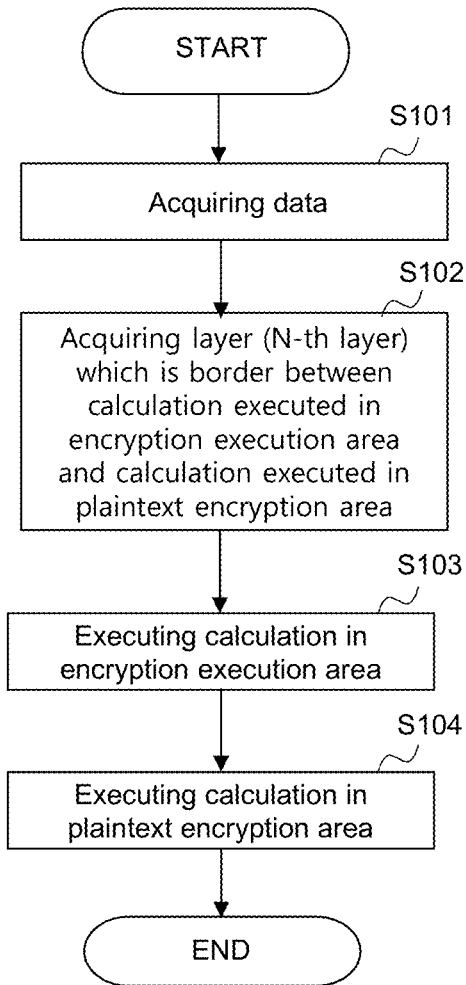 START
S101
Acquiring data
S102
Acquiring layer (N-th layer)
which is border between
calculation executed in
encryption execution area
and calculation executed in
plaintext encryption area
S103
Executing calculation in
encryption execution area
S104
Executing calculation in
plaintext encryption area
END